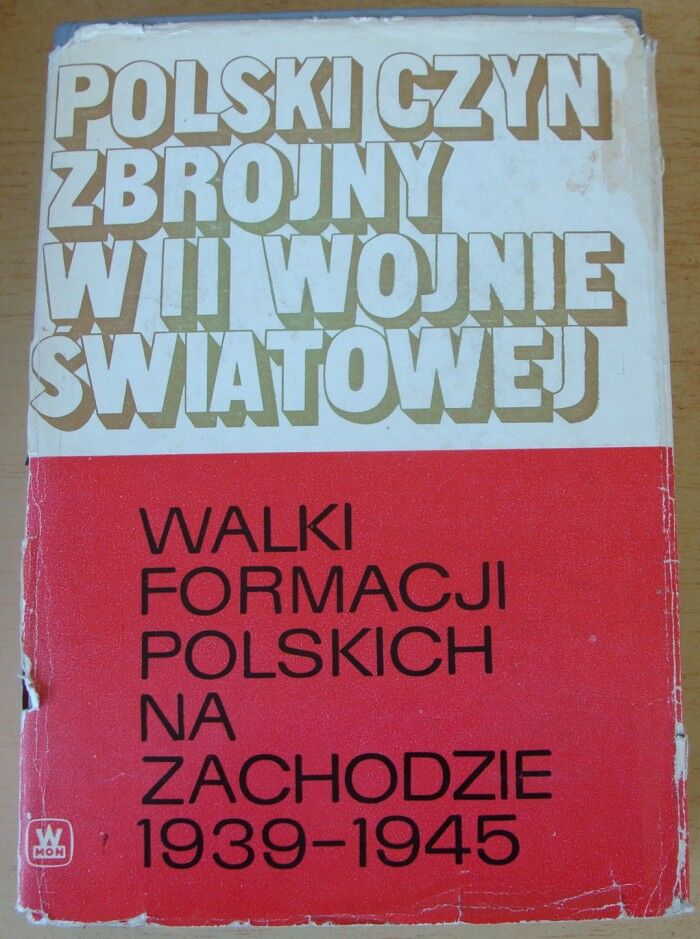 POLSKI CZYN
ZBROJNY
W II WOJNIE
ŚWIATOWEJ
WALKI
FORMACJI
POLSKICH
NA
ZACHODZIE
1939-1945
W
MON